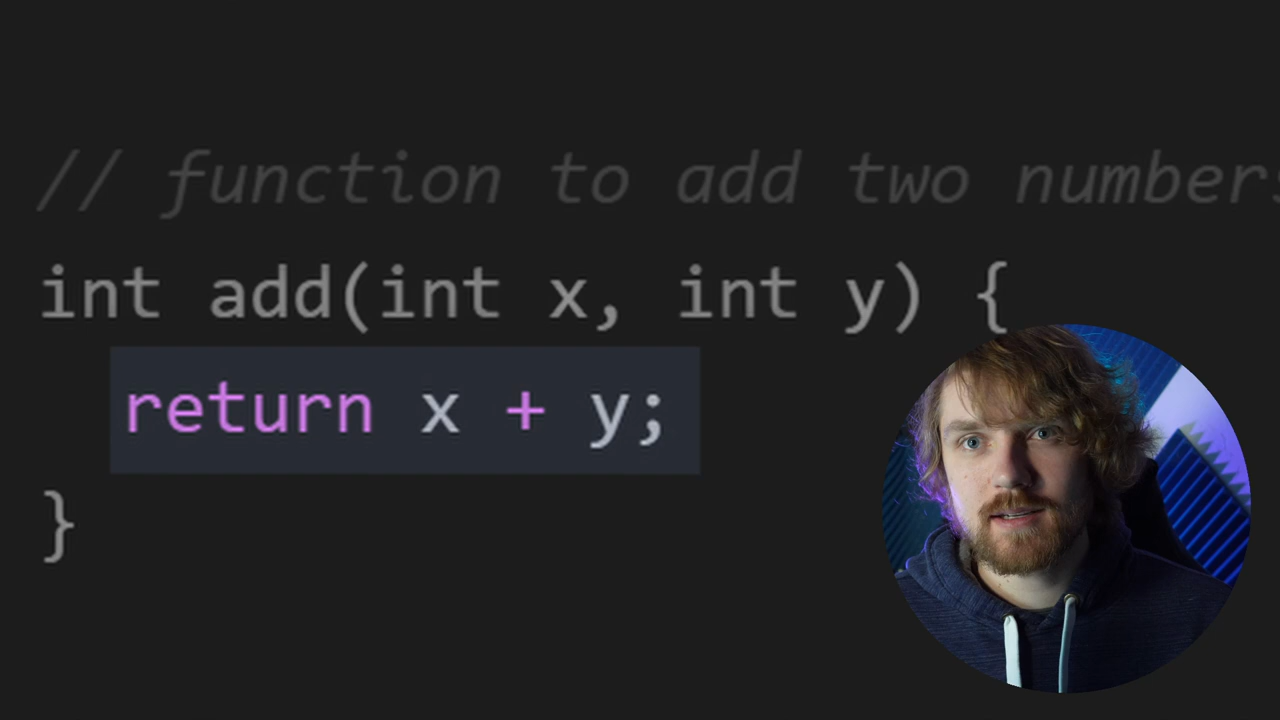 // function to add two numbers
int add(int x, int y) {
return x + y;
}